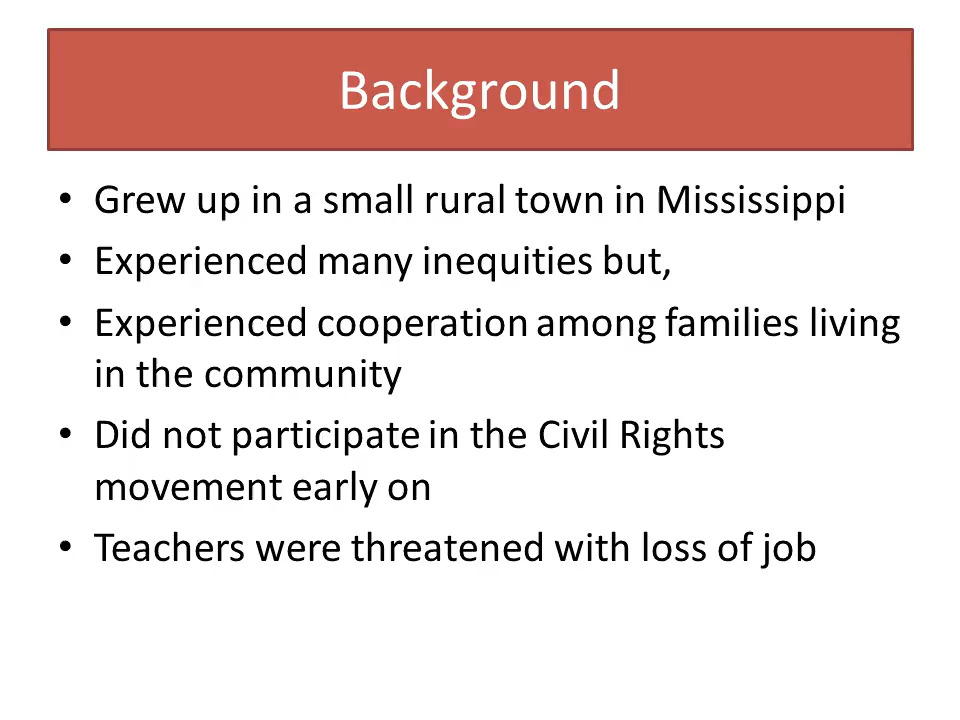 Background
• Grew up in a small rural town in Mississippi
• Experienced many inequities but,
• Experienced cooperation among families living
in the community
• Did not participate in the Civil Rights
movement early on
• Teachers were threatened with loss of job